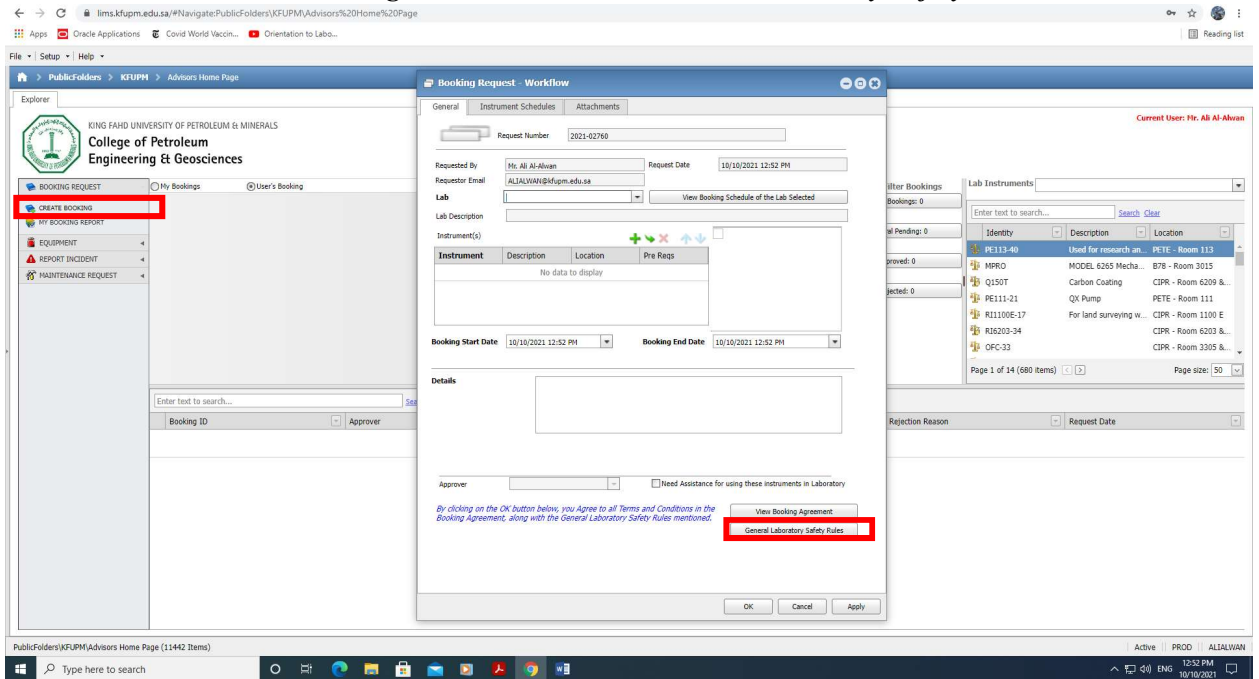 lims.kfupm.edu.sa/#Navigate:PublicFolders\KFUPM\Advisors%20Home%20Page
Apps Oracle Applications Covid World Vaccin... Orientation to Labo... Reading list
File Setup Help
PublicFolders > KFUPM > Advisors Home Page
Explorer
Current User: Mr. Ali Al-Alwan
KING FAHD UNIVERSITY OF PETROLEUM & MINERALS
College of Petroleum
Engineering & Geosciences
BOOKING REQUEST
CREATE BOOKING
MY BOOKING REPORT
EQUIPMENT
REPORT INCIDENT
MAINTENANCE REQUEST
My Bookings User's Booking
Booking Request - Workflow
General Instrument Schedules Attachments
Request Number 2021-02760
Requested By Mr. Ali Al-Alwan Request Date 10/10/2021 12:52 PM
Requestor Email ALIALWAN@kfupm.edu.sa
Lab View Booking Schedule of the Lab Selected
Lab Description
Instrument(s)
Instrument Description Location Pre Reqs
No data to display
Booking Start Date 10/10/2021 12:52 PM Booking End Date 10/10/2021 12:52 PM
Details
Approver Need Assistance for using these instruments in Laboratory
By clicking on the OK button below, you Agree to all Terms and Conditions in the
Booking Agreement, along with the General Laboratory Safety Rules mentioned.
View Booking Agreement
General Laboratory Safety Rules
OK Cancel Apply
ilter Bookings
Bookings: 0
al Pending: 0
proved: 0
jected: 0
Lab Instruments
Enter text to search... Search Clear
Identity Description Location
PE113-40 Used for research an... PETE - Room 113
MPRO MODEL 6265 Mecha... B78 - Room 3015
Q150T Carbon Coating CIPR - Room 6209 &...
PE111-21 QX Pump PETE - Room 111
RI1100E-17 For land surveying w... CIPR - Room 1100 E
RI6203-34 CIPR - Room 6203 &...
OFC-33 CIPR - Room 3305 &...
Page 1 of 14 (680 items) Page size: 50
Enter text to search... Sea
Booking ID Approver Rejection Reason Request Date
PublicFolders\KFUPM\Advisors Home Page (11442 Items) Active PROD ALIALWAN
Type here to search ENG 12:52 PM
10/10/2021